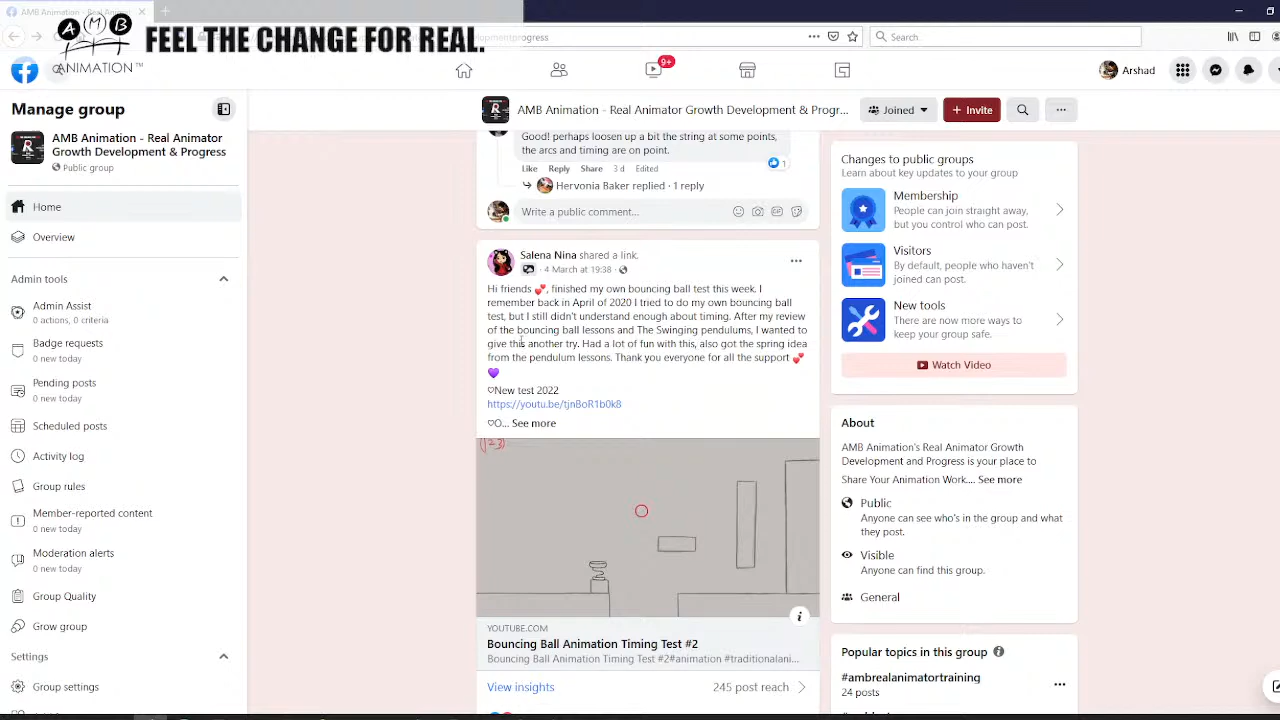 AMB Animation - Real Animator
AMB
ANIMATION™
FEEL THE CHANGE FOR REAL.
Search
9+
Arshad
Manage group
AMB Animation - Real Animator
Growth Development & Progress
Public group
Home
Overview
Admin tools
Admin Assist
0 actions, 0 criteria
Badge requests
0 new today
Pending posts
0 new today
Scheduled posts
Activity log
Group rules
Member-reported content
0 new today
Moderation alerts
0 new today
Group Quality
Grow group
Settings
Group settings
AMB Animation - Real Animator Growth Development & Progr...
Joined
+ Invite
Good! perhaps loosen up a bit the string at some points,
the arcs and timing are on point.
1
Like Reply Share 3 d Edited
Hervonia Baker replied · 1 reply
Write a public comment...
Salena Nina shared a link.
· 4 March at 19:38 ·
Hi friends 💕, finished my own bouncing ball test this week. I
remember back in April of 2020 I tried to do my own bouncing ball
test, but I still didn't understand enough about timing. After my review
of the bouncing ball lessons and The Swinging pendulums, I wanted to
give this another try. Had a lot of fun with this, also got the spring idea
from the pendulum lessons. Thank you everyone for all the support 💕
💜
♡New test 2022
https://youtu.be/tjnBoR1b0k8
♡O... See more
(123)
YOUTUBE.COM
Bouncing Ball Animation Timing Test #2
Bouncing Ball Animation Timing Test #2#animation #traditionalani...
View insights
245 post reach
Changes to public groups
Learn about key updates to your group
Membership
People can join straight away,
but you control who can post.
Visitors
By default, people who haven't
joined can post.
New tools
There are now more ways to
keep your group safe.
Watch Video
About
AMB Animation's Real Animator Growth
Development and Progress is your place to
Share Your Animation Work.... See more
Public
Anyone can see who's in the group and what
they post.
Visible
Anyone can find this group.
General
Popular topics in this group
#ambrealanimatortraining
24 posts